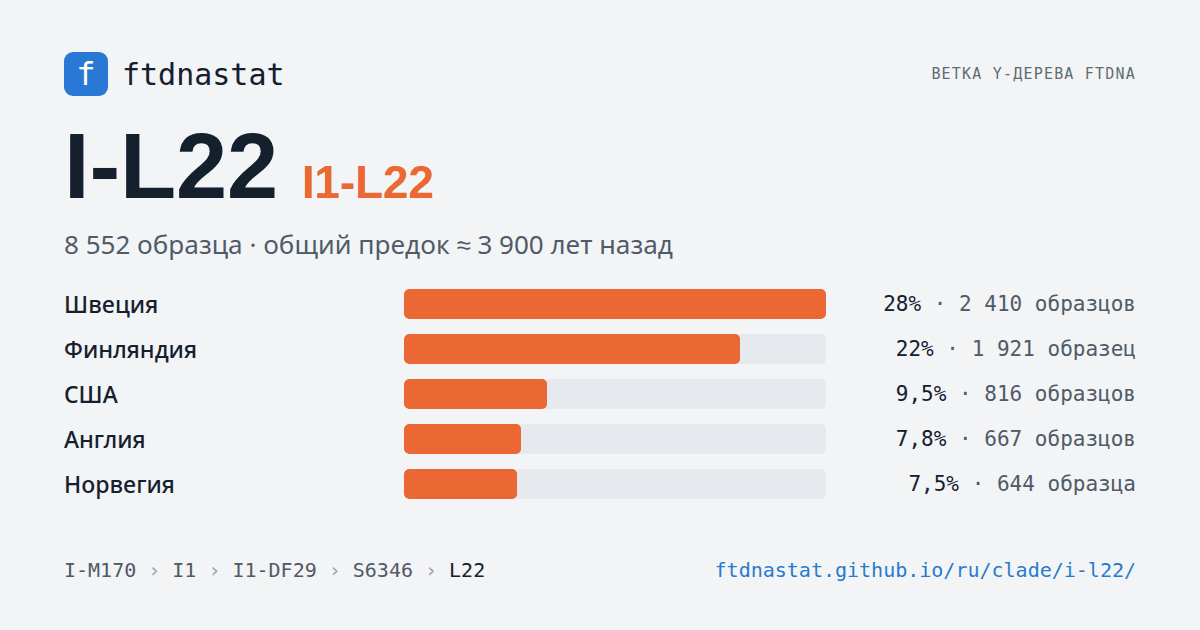 f ftdnastat
ВЕТКА Y-ДЕРЕВА FTDNA
I-L22 I1-L22
8 552 образца · общий предок ≈ 3 900 лет назад
Швеция 28% · 2 410 образцов
Финляндия 22% · 1 921 образец
США 9,5% · 816 образцов
Англия 7,8% · 667 образцов
Норвегия 7,5% · 644 образца
I-M170 › I1 › I1-DF29 › S6346 › L22
ftdnastat.github.io/ru/clade/i-l22/